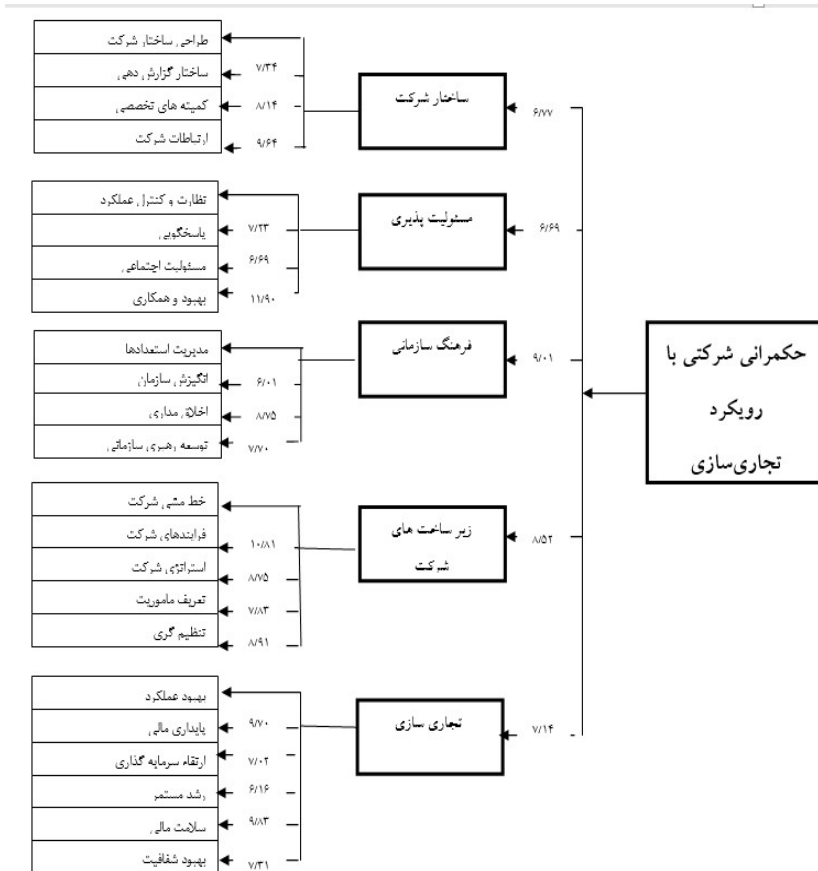 حکمرانی شرکتی با
رویکرد
تجاری‌سازی
۶/۷۷
ساختار شرکت
طراحی ساختار شرکت
۷/۳۴
ساختار گزارش دهی
۸/۱۴
کمیته های تخصصی
۹/۶۴
ارتباطات شرکت
۶/۶۹
مسئولیت پذیری
نظارت و کنترل عملکرد
۷/۲۳
پاسخگویی
۶/۶۹
مسئولیت اجتماعی
۱۱/۹۰
بهبود و همکاری
۹/۰۱
فرهنگ سازمانی
مدیریت استعدادها
۶/۰۱
انگیزش سازمان
۸/۷۵
اخلاق مداری
۷/۷۰
توسعه رهبری سازمانی
۸/۵۲
زیر ساخت های
شرکت
خط مشی شرکت
۱۰/۸۱
فرایندهای شرکت
۸/۷۵
استراتژی شرکت
۷/۸۳
تعریف ماموریت
۸/۹۱
تنظیم گری
۷/۱۴
تجاری سازی
بهبود عملکرد
۹/۷۰
پایداری مالی
۷/۰۲
ارتقاء سرمایه گذاری
۶/۱۶
رشد مستمر
۹/۸۳
سلامت مالی
۷/۳۱
بهبود شفافیت